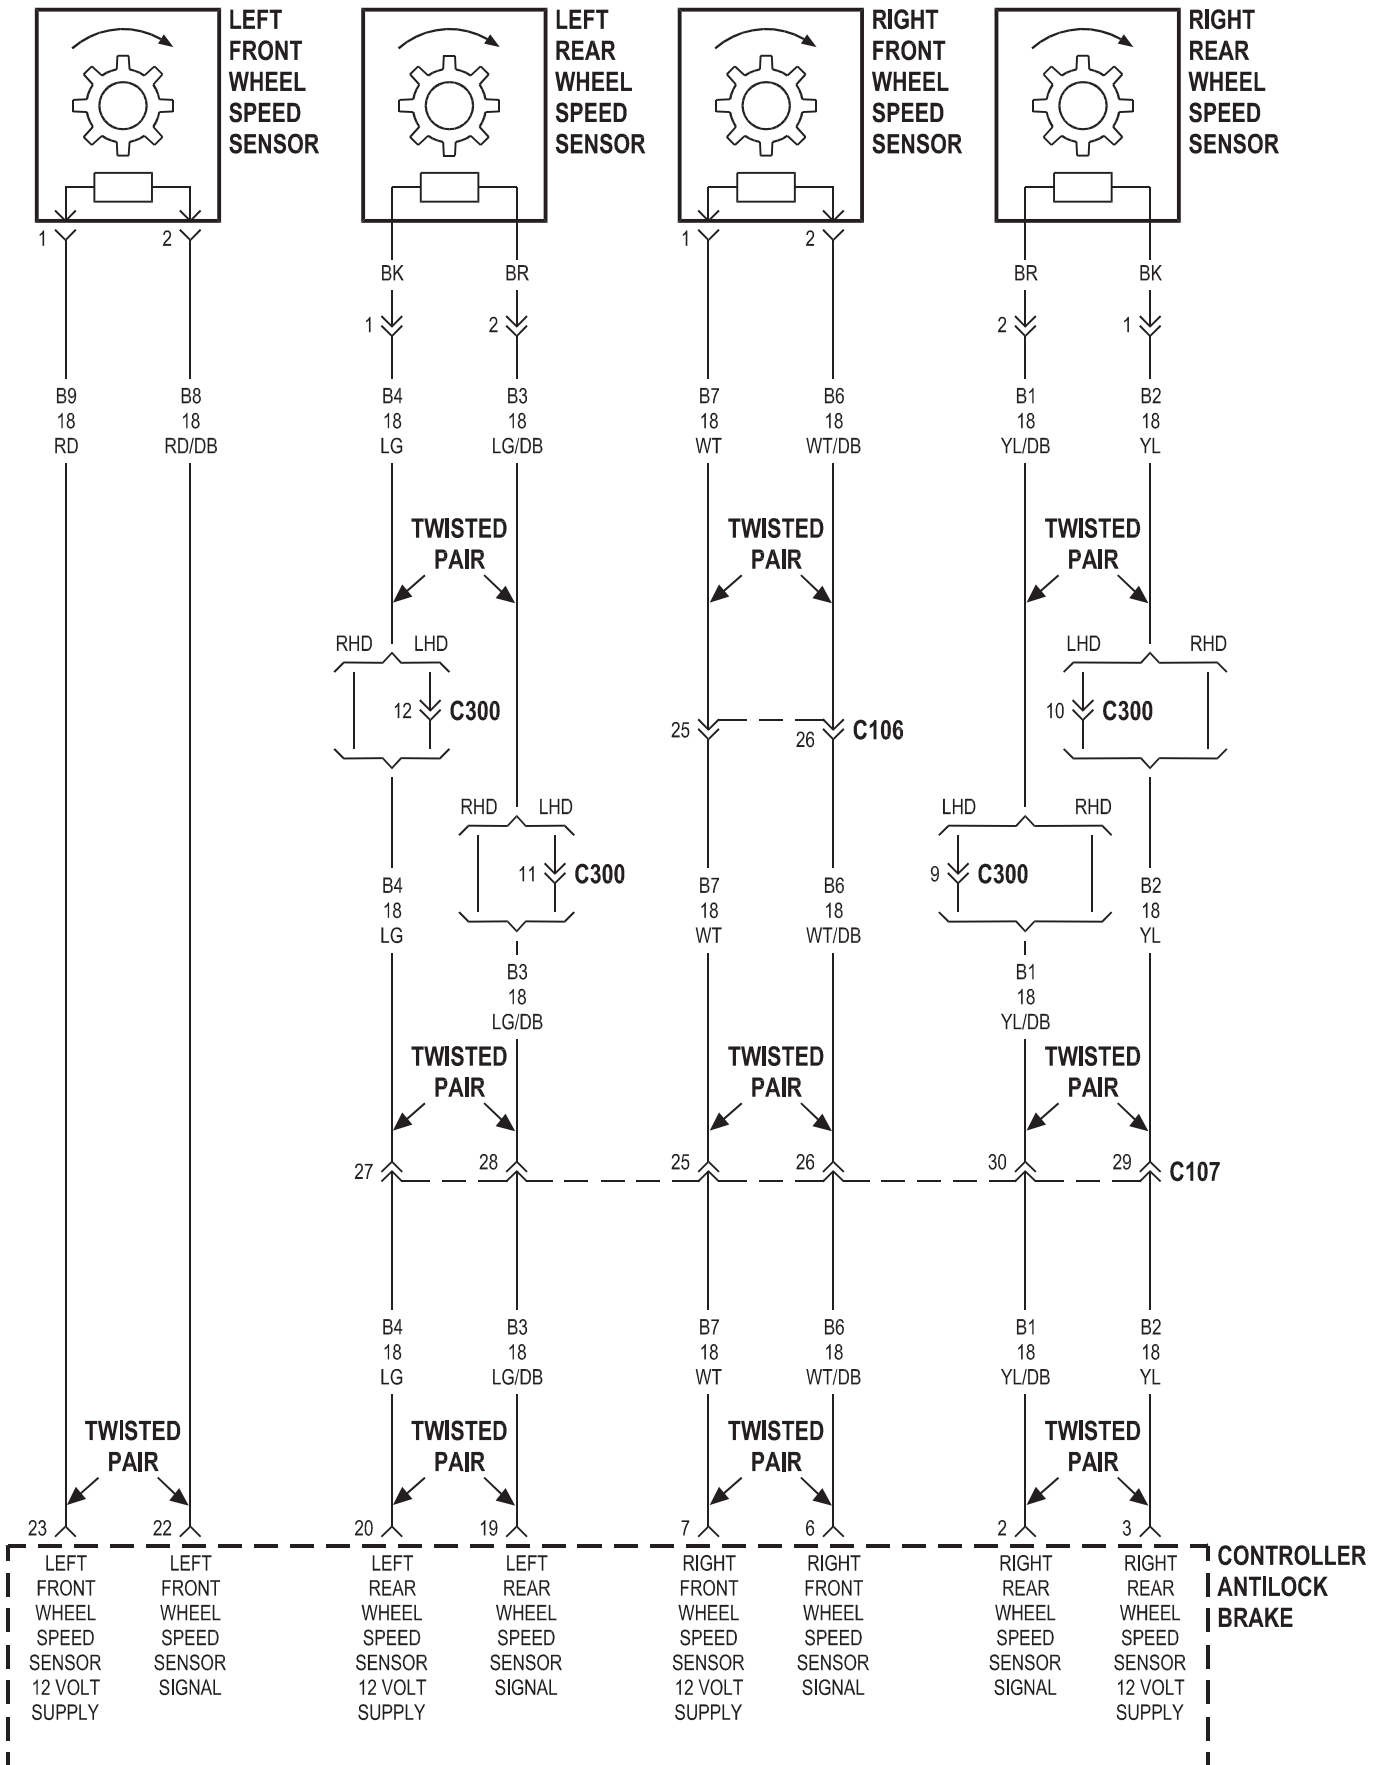 LEFT
FRONT
WHEEL
SPEED
SENSOR
LEFT
REAR
WHEEL
SPEED
SENSOR
RIGHT
FRONT
WHEEL
SPEED
SENSOR
RIGHT
REAR
WHEEL
SPEED
SENSOR
1 2 1 2
BK BR BR BK
1 2 2 1
B9
18
RD
B8
18
RD/DB
B4
18
LG
B3
18
LG/DB
B7
18
WT
B6
18
WT/DB
B1
18
YL/DB
B2
18
YL
TWISTED
PAIR
TWISTED
PAIR
TWISTED
PAIR
RHD LHD LHD RHD
12 C300 25 26 C106 10 C300
RHD LHD LHD RHD
11 C300 9 C300
B4
18
LG
B7
18
WT
B6
18
WT/DB
B2
18
YL
B3
18
LG/DB
B1
18
YL/DB
TWISTED
PAIR
TWISTED
PAIR
TWISTED
PAIR
27 28 25 26 30 29 C107
B4
18
LG
B3
18
LG/DB
B7
18
WT
B6
18
WT/DB
B1
18
YL/DB
B2
18
YL
TWISTED
PAIR
TWISTED
PAIR
TWISTED
PAIR
TWISTED
PAIR
23 22 20 19 7 6 2 3
LEFT
FRONT
WHEEL
SPEED
SENSOR
12 VOLT
SUPPLY
LEFT
FRONT
WHEEL
SPEED
SENSOR
SIGNAL
LEFT
REAR
WHEEL
SPEED
SENSOR
12 VOLT
SUPPLY
LEFT
REAR
WHEEL
SPEED
SENSOR
SIGNAL
RIGHT
FRONT
WHEEL
SPEED
SENSOR
12 VOLT
SUPPLY
RIGHT
FRONT
WHEEL
SPEED
SENSOR
SIGNAL
RIGHT
REAR
WHEEL
SPEED
SENSOR
SIGNAL
RIGHT
REAR
WHEEL
SPEED
SENSOR
12 VOLT
SUPPLY
CONTROLLER
ANTILOCK
BRAKE